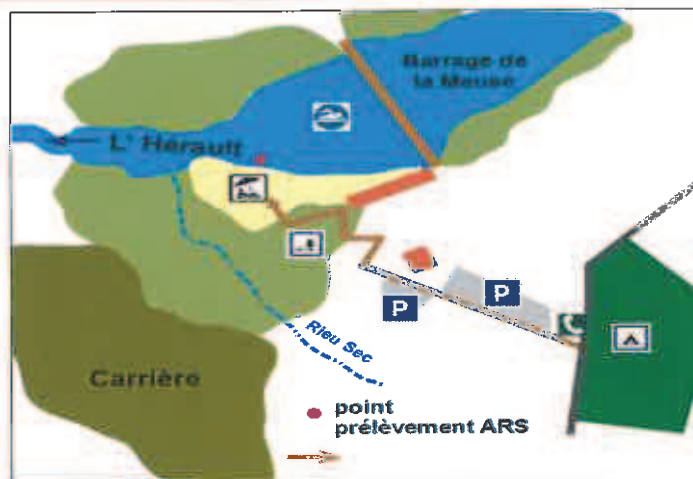 Barrage de
la Meuse
L' Hérault
P
P
Rieu Sec
Carrière
point
prélèvement ARS